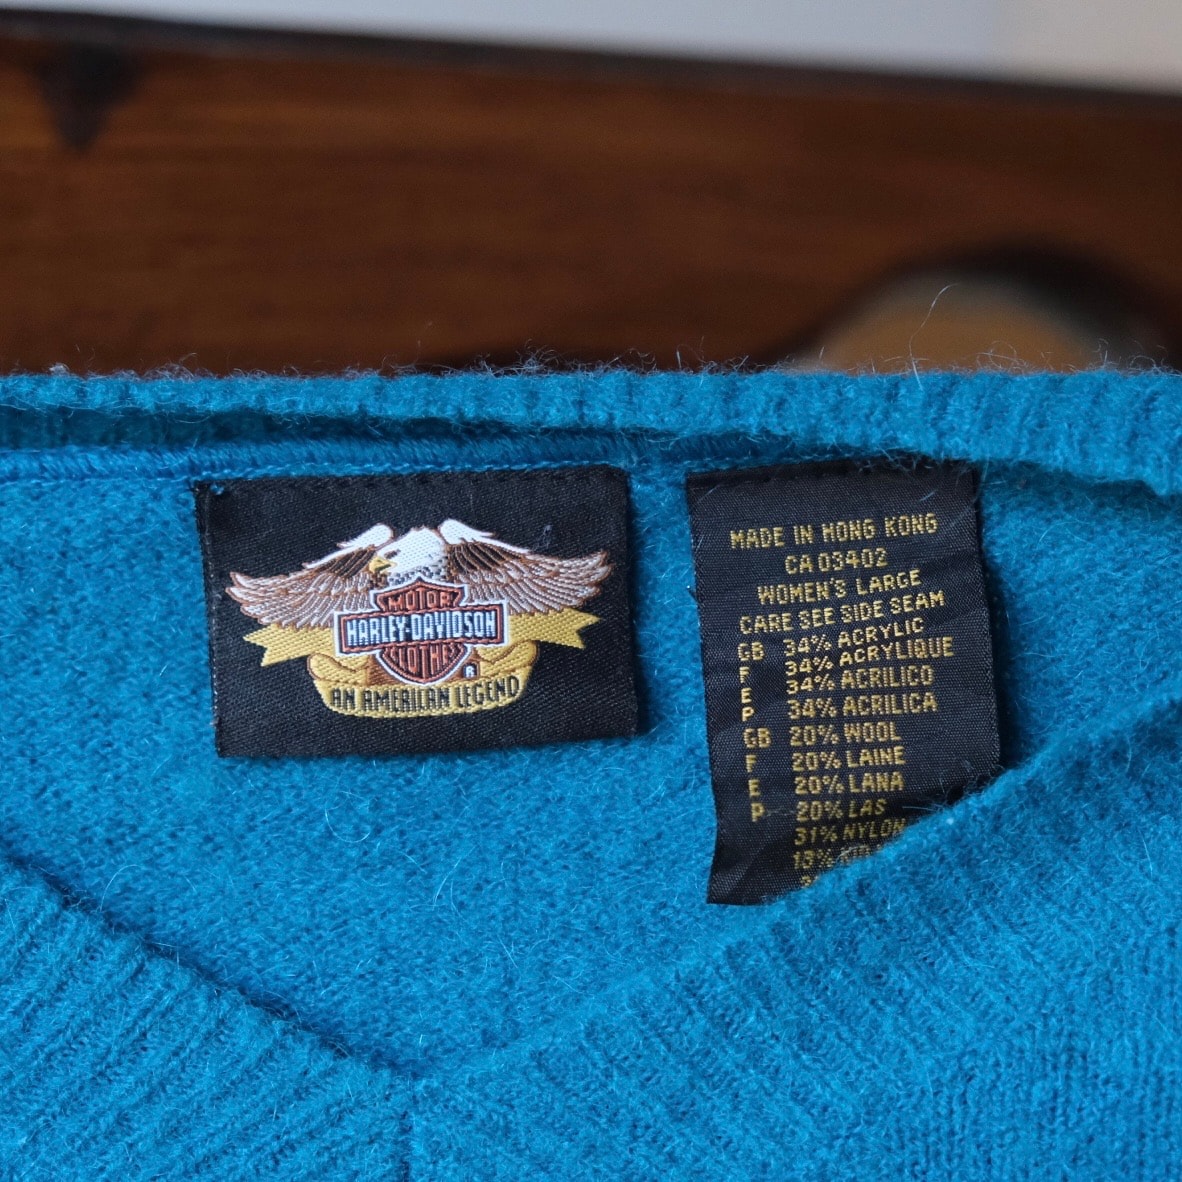 MOTOR
HARLEY-DAVIDSON
CLOTHES
®
AN AMERICAN LEGEND
MADE IN HONG KONG
CA 03402
WOMEN'S LARGE
CARE SEE SIDE SEAM
GB 34% ACRYLIC
F 34% ACRYLIQUE
E 34% ACRILICO
P 34% ACRILICA
GB 20% WOOL
F 20% LAINE
E 20% LANA
P 20% LAS
31% NYLON
13%